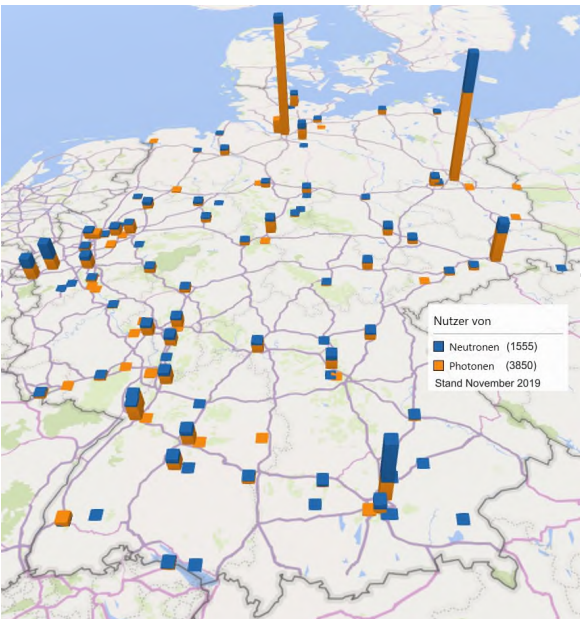 Nutzer von
Neutronen (1555)
Photonen (3850)
Stand November 2019